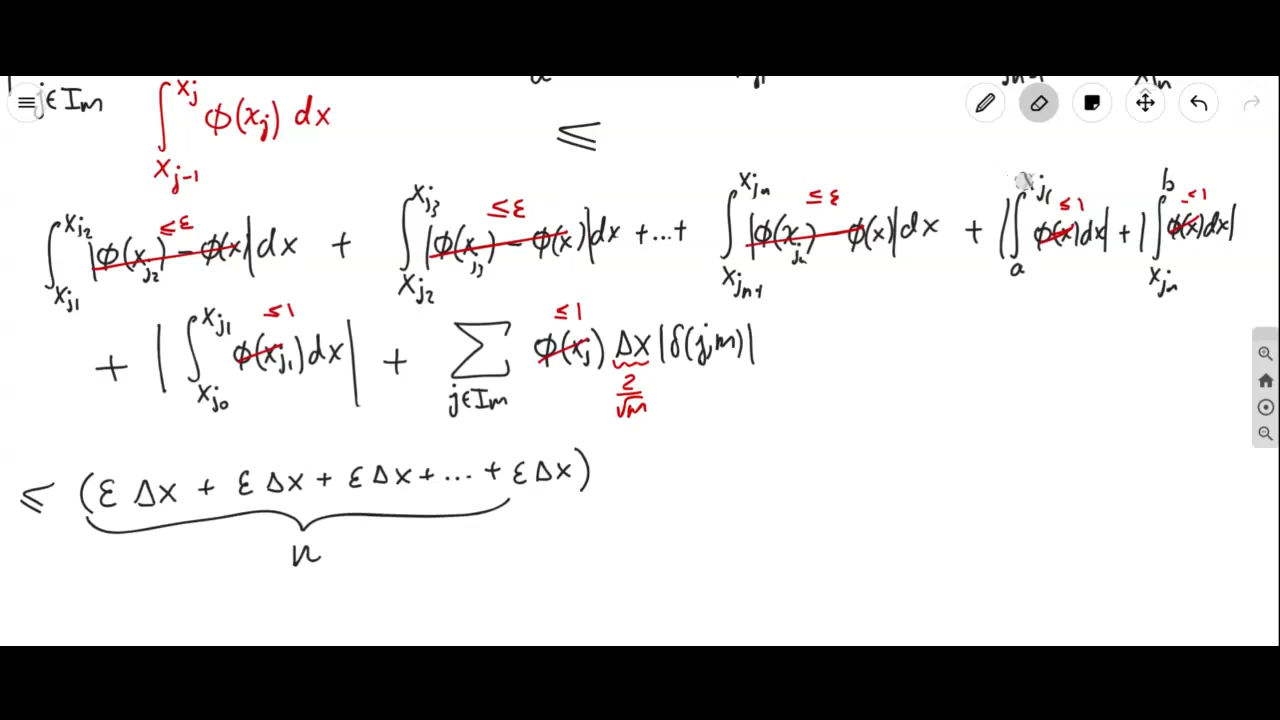 j∈Im ∫_{x_{j-1}}^{x_j} φ(x_j) dx ≤
∫_{x_{j1}}^{x_{j2}} |φ(x_{j2}) − φ(x)| dx + ∫_{x_{j2}}^{x_{j3}} |φ(x_{j3}) − φ(x)| dx + ... + ∫_{x_{jn-1}}^{x_{jn}} |φ(x_{jn}) − φ(x)| dx + |∫_a^{x_{j1}} φ(x) dx| + |∫_{x_{jn}}^b φ(x) dx|
≤ε ≤ε ≤ε ≤1 ≤1
+ |∫_{x_{j0}}^{x_{j1}} φ(x_{j1}) dx| + ∑_{j∈Im} φ(x_j) Δx |δ(j,m)|
≤1 ≤1 2/√m
≤ (ε Δx + ε Δx + ε Δx + ... + ε Δx)
n